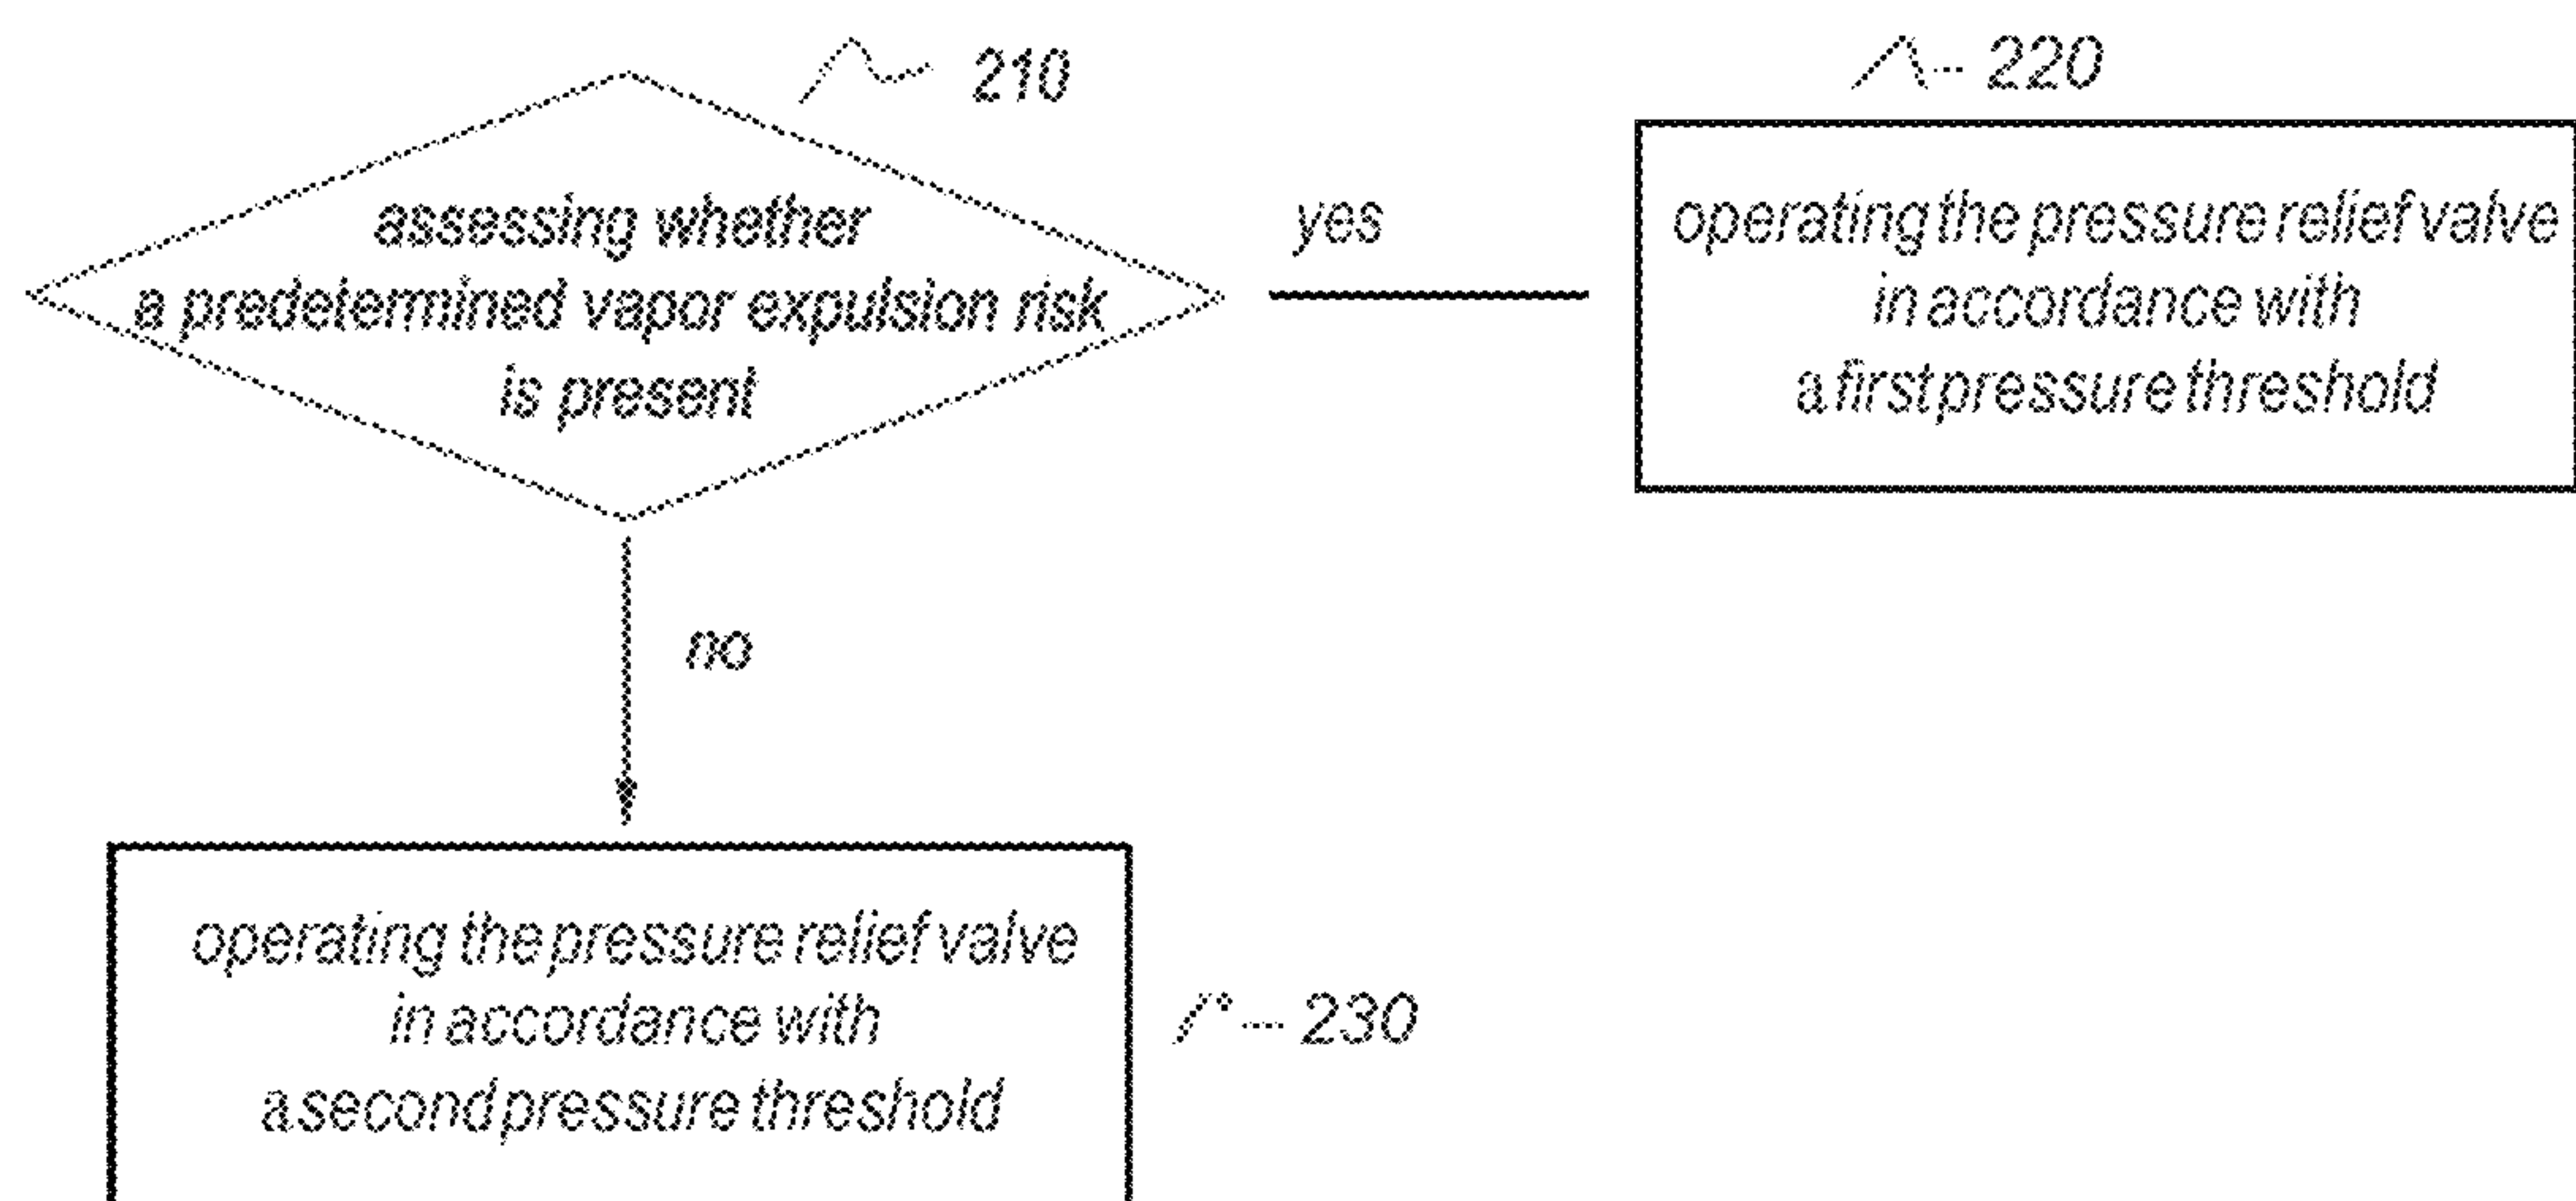 210
assessing whether
a predetermined vapor expulsion risk
is present
yes
220
operating the pressure relief valve
in accordance with
a first pressure threshold
no
operating the pressure relief valve
in accordance with
a second pressure threshold
230